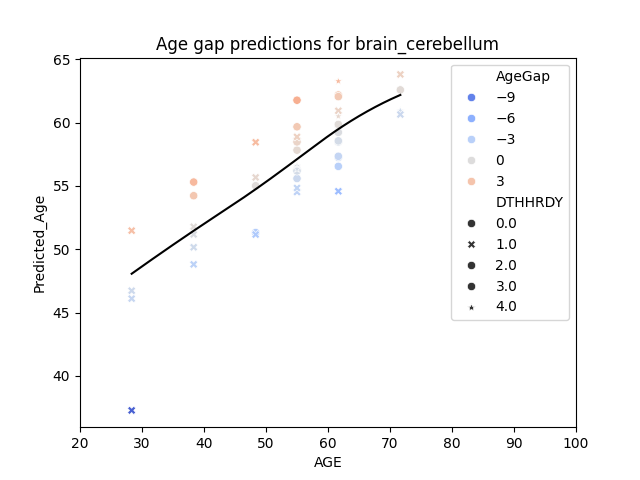 Age gap predictions for brain_cerebellum
65
60
55
50
45
40
Predicted_Age
20 30 40 50 60 70 80 90 100
AGE
AgeGap
−9
−6
−3
0
3
DTHHRDY
0.0
1.0
2.0
3.0
4.0